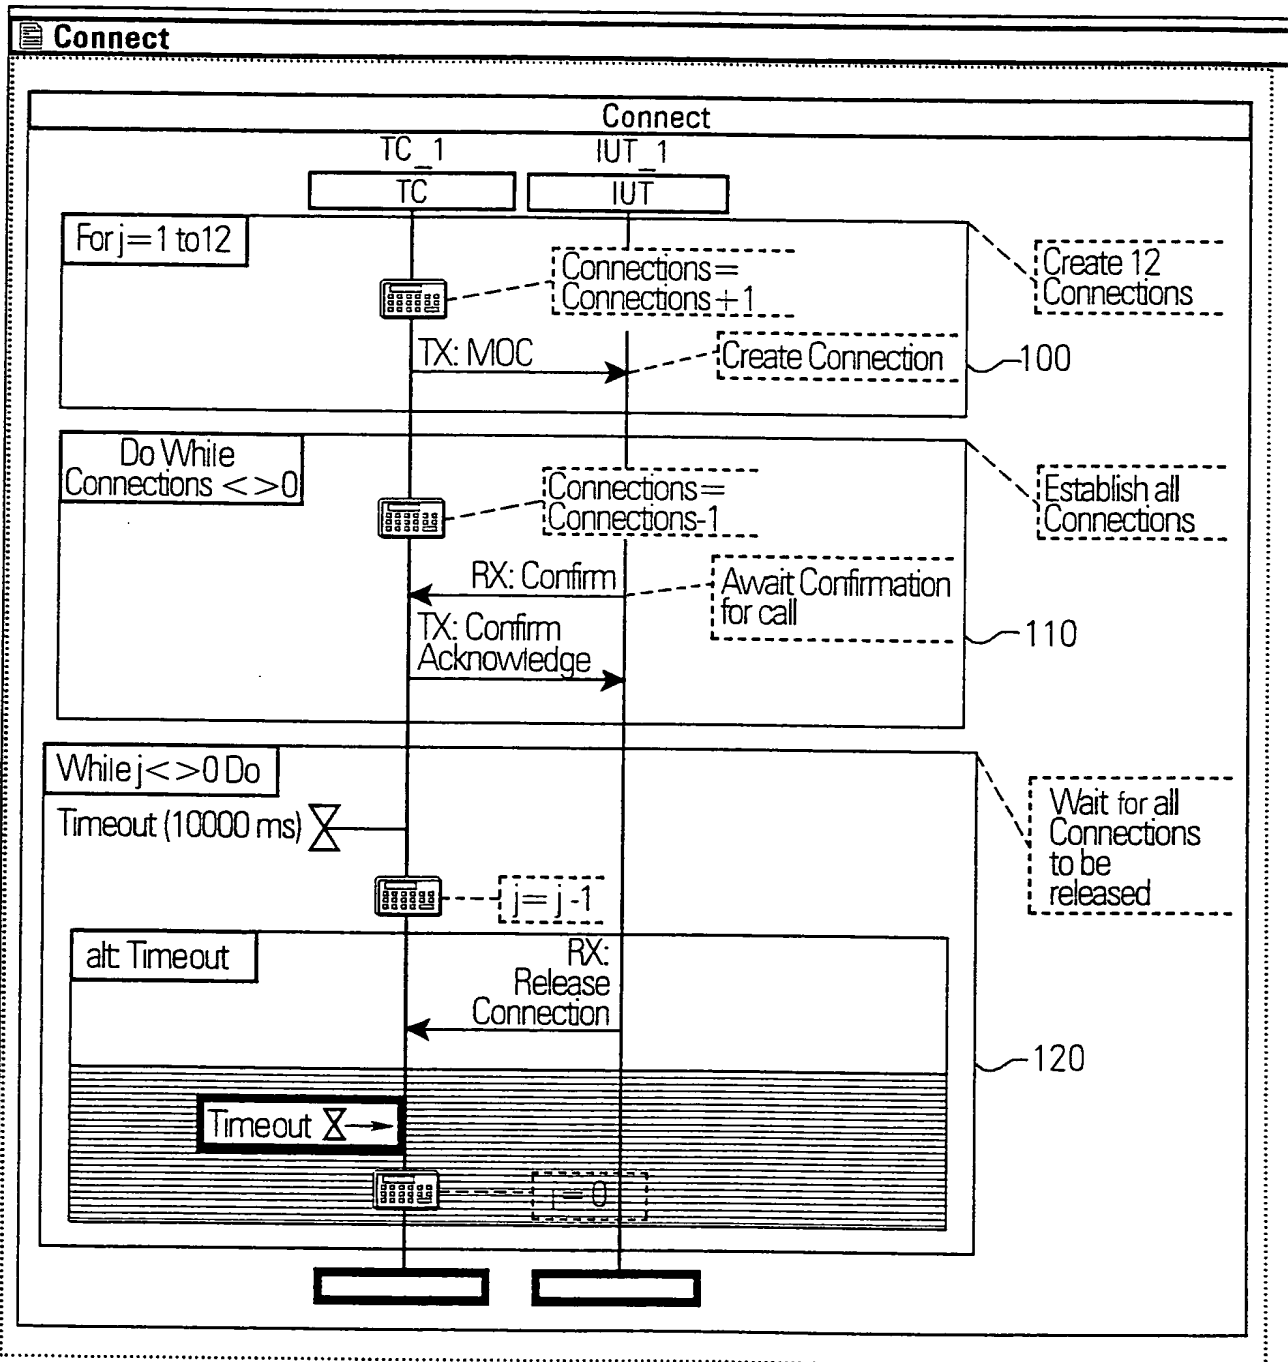 Connect
Connect
TC_1
IUT_1
TC
IUT
For j=1 to12
Connections=
Connections+1
Create 12
Connections
TX: MOC
Create Connection
100
Do While
Connections <>0
Connections=
Connections-1
Establish all
Connections
RX: Confirm
Await Confirmation
for call
TX: Confirm
Acknowledge
110
While j<>0 Do
Timeout (10000 ms)
Wait for all
Connections
to be
released
j= j -1
alt: Timeout
RX:
Release
Connection
120
Timeout
j=0